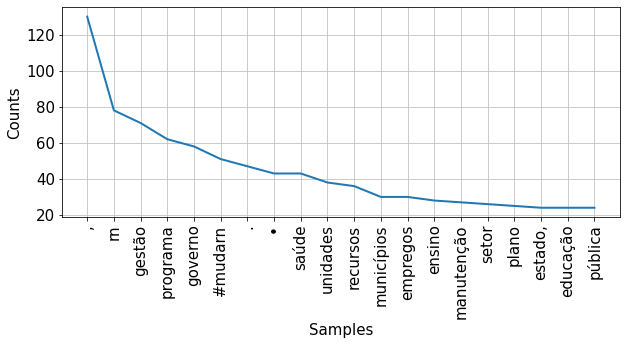 120
100
80
60
40
20
Counts
,
m
gestão
programa
governo
#mudarn
.
•
saúde
unidades
recursos
municípios
empregos
ensino
manutenção
setor
plano
estado,
educação
pública
Samples